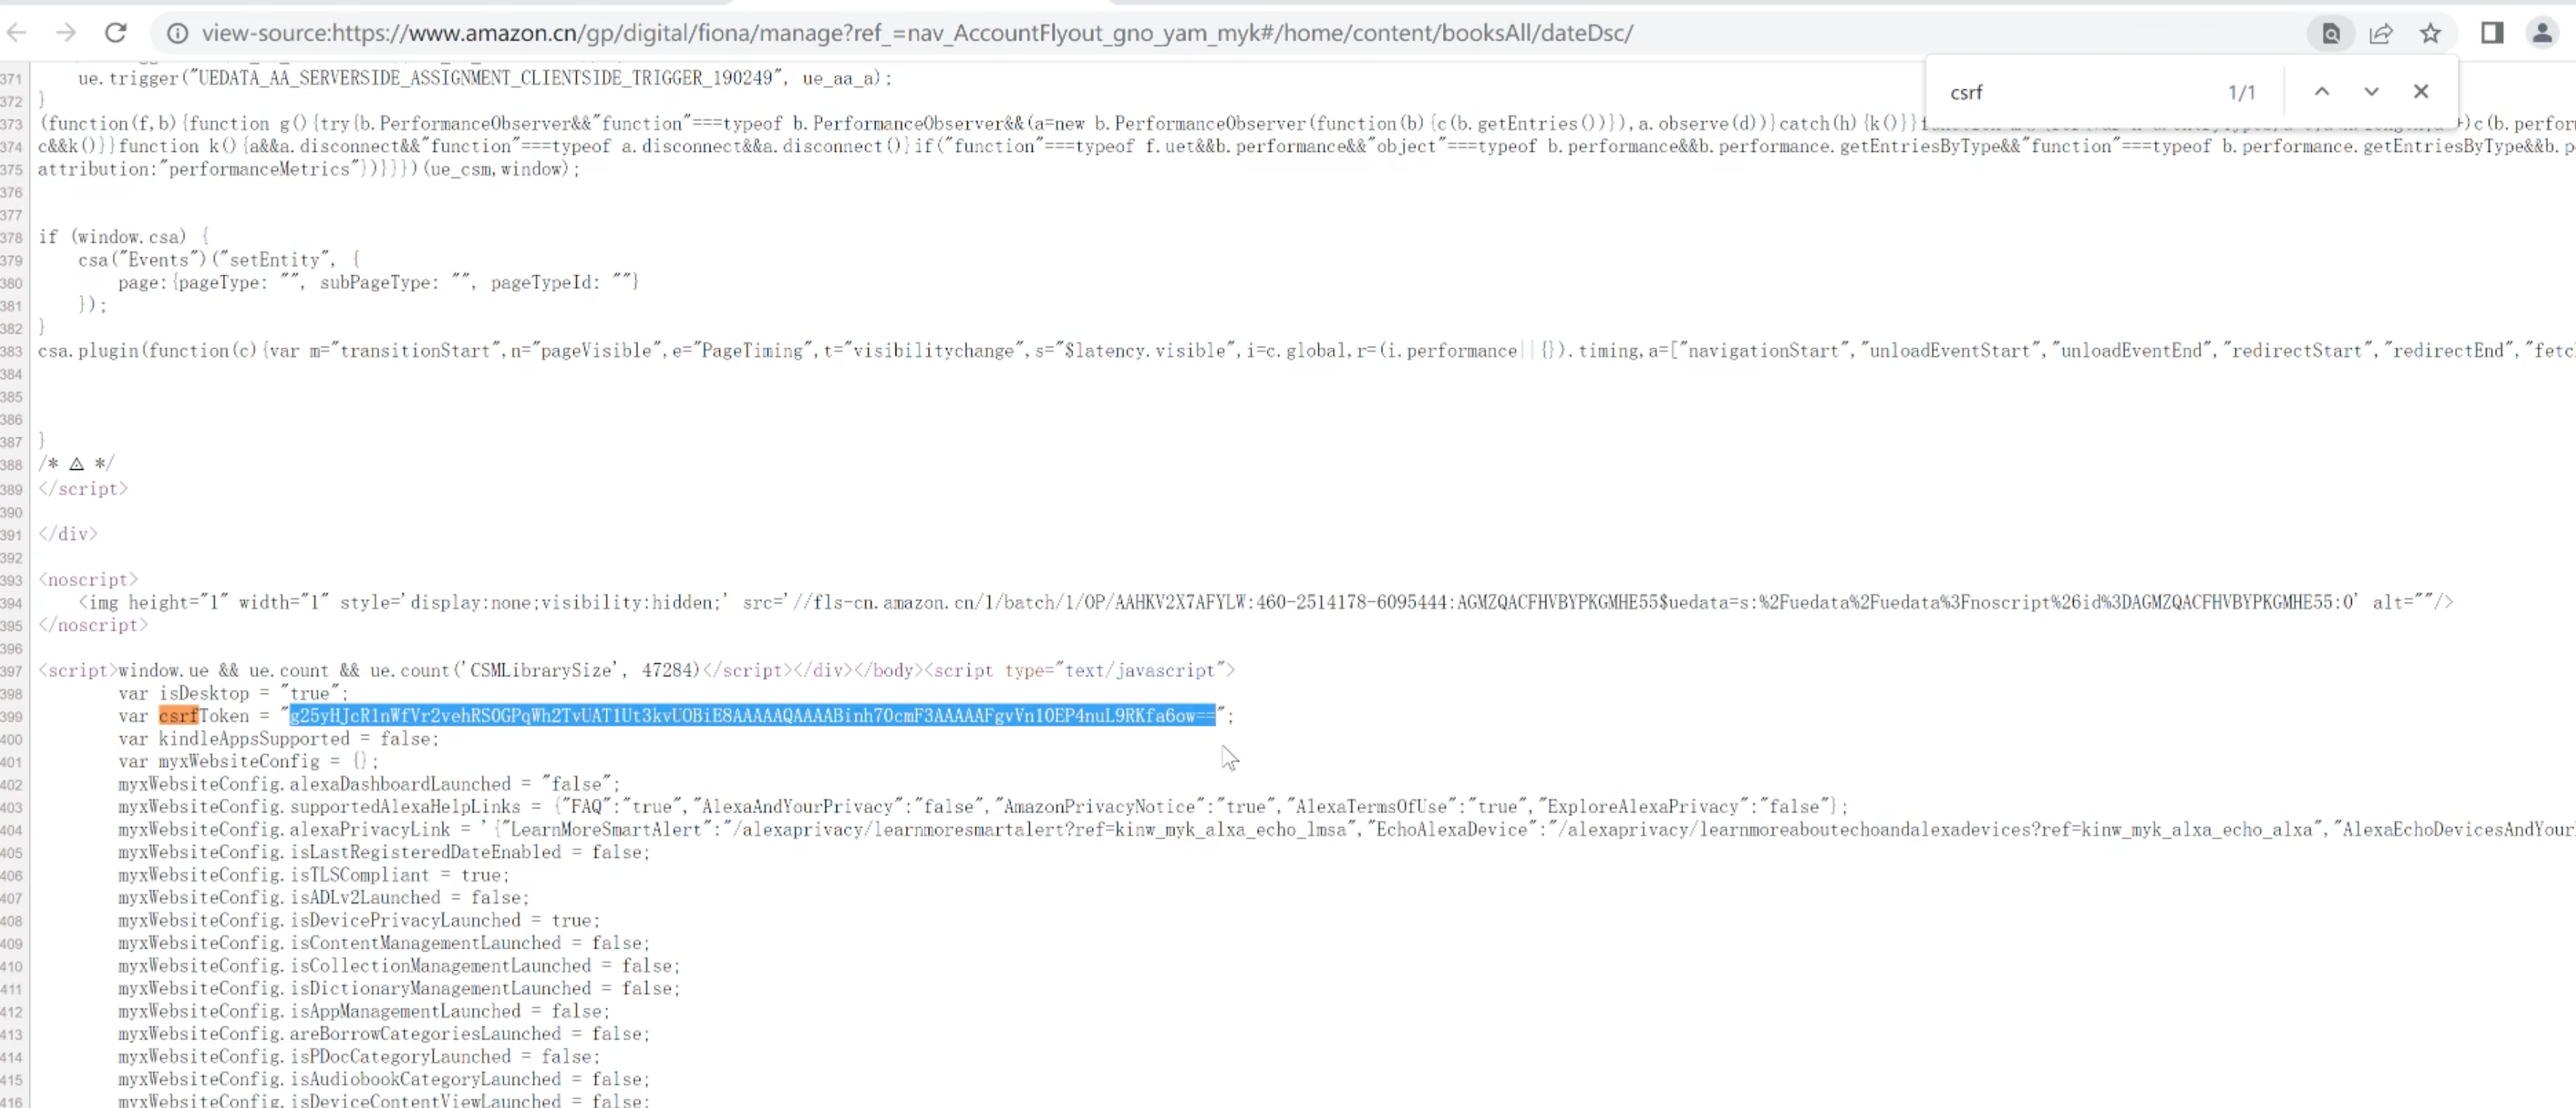 view-source:https://www.amazon.cn/gp/digital/fiona/manage?ref_=nav_AccountFlyout_gno_yam_myk#/home/content/booksAll/dateDsc/
csrf 1/1
371 ue.trigger("UEDATA_AA_SERVERSIDE_ASSIGNMENT_CLIENTSIDE_TRIGGER_190249", ue_aa_a);
372 }
373 (function(f,b){function g(){try{b.PerformanceObserver&&"function"===typeof b.PerformanceObserver&&(a=new b.PerformanceObserver(function(b){c(b.getEntries())}),a.observe(d))}catch(h){k()}}
374 c&&k()}}function k(){a&&a.disconnect&&"function"===typeof a.disconnect&&a.disconnect()}if("function"===typeof f.uet&&b.performance&&"object"===typeof b.performance&&b.performance.getEntriesByType&&"function"===typeof b.performance.getEntriesByType&&b.p
375 attribution:"performanceMetrics"})}}})(ue_csm,window);
376
377
378 if (window.csa) {
379 csa("Events")("setEntity", {
380 page:{pageType: "", subPageType: "", pageTypeId: ""}
381 });
382 }
383 csa.plugin(function(c){var m="transitionStart",n="pageVisible",e="PageTiming",t="visibilitychange",s="$latency.visible",i=c.global,r=(i.performance||{}).timing,a=["navigationStart","unloadEventStart","unloadEventEnd","redirectStart","redirectEnd","fetc
384
385
386
387 }
388 /* ◬ */
389 </script>
390
391 </div>
392
393 <noscript>
394 <img height="1" width="1" style='display:none;visibility:hidden;' src='//fls-cn.amazon.cn/1/batch/1/OP/AAHKV2X7AFYLW:460-2514178-6095444:AGMZQACFHVBYPKGMHE55$uedata=s:%2Fuedata%2Fuedata%3Fnoscript%26id%3DAGMZQACFHVBYPKGMHE55:0' alt=""/>
395 </noscript>
396
397 <script>window.ue && ue.count && ue.count('CSMLibrarySize', 47284)</script></div></body><script type="text/javascript">
398 var isDesktop = "true";
399 var csrfToken = "g25yHJcR1nWfVr2vehRS0GPqWh2TvUAT1Ut3kvUOBiE8AAAAAQAAAABinh70cmF3AAAAAFgvVn10EP4nuL9RKfa6ow==";
400 var kindleAppsSupported = false;
401 var myxWebsiteConfig = {};
402 myxWebsiteConfig.alexaDashboardLaunched = "false";
403 myxWebsiteConfig.supportedAlexaHelpLinks = {"FAQ":"true","AlexaAndYourPrivacy":"false","AmazonPrivacyNotice":"true","AlexaTermsOfUse":"true","ExploreAlexaPrivacy":"false"};
404 myxWebsiteConfig.alexaPrivacyLink = '{"LearnMoreSmartAlert":"/alexaprivacy/learnmoresmartalert?ref=kinw_myk_alxa_echo_lmsa","EchoAlexaDevice":"/alexaprivacy/learnmoreaboutechoandalexadevices?ref=kinw_myk_alxa_echo_alxa","AlexaEchoDevicesAndYour
405 myxWebsiteConfig.isLastRegisteredDateEnabled = false;
406 myxWebsiteConfig.isTLSCompliant = true;
407 myxWebsiteConfig.isADLv2Launched = false;
408 myxWebsiteConfig.isDevicePrivacyLaunched = true;
409 myxWebsiteConfig.isContentManagementLaunched = false;
410 myxWebsiteConfig.isCollectionManagementLaunched = false;
411 myxWebsiteConfig.isDictionaryManagementLaunched = false;
412 myxWebsiteConfig.isAppManagementLaunched = false;
413 myxWebsiteConfig.areBorrowCategoriesLaunched = false;
414 myxWebsiteConfig.isPDocCategoryLaunched = false;
415 myxWebsiteConfig.isAudiobookCategoryLaunched = false;
416 myxWebsiteConfig.isDeviceContentViewLaunched = false;